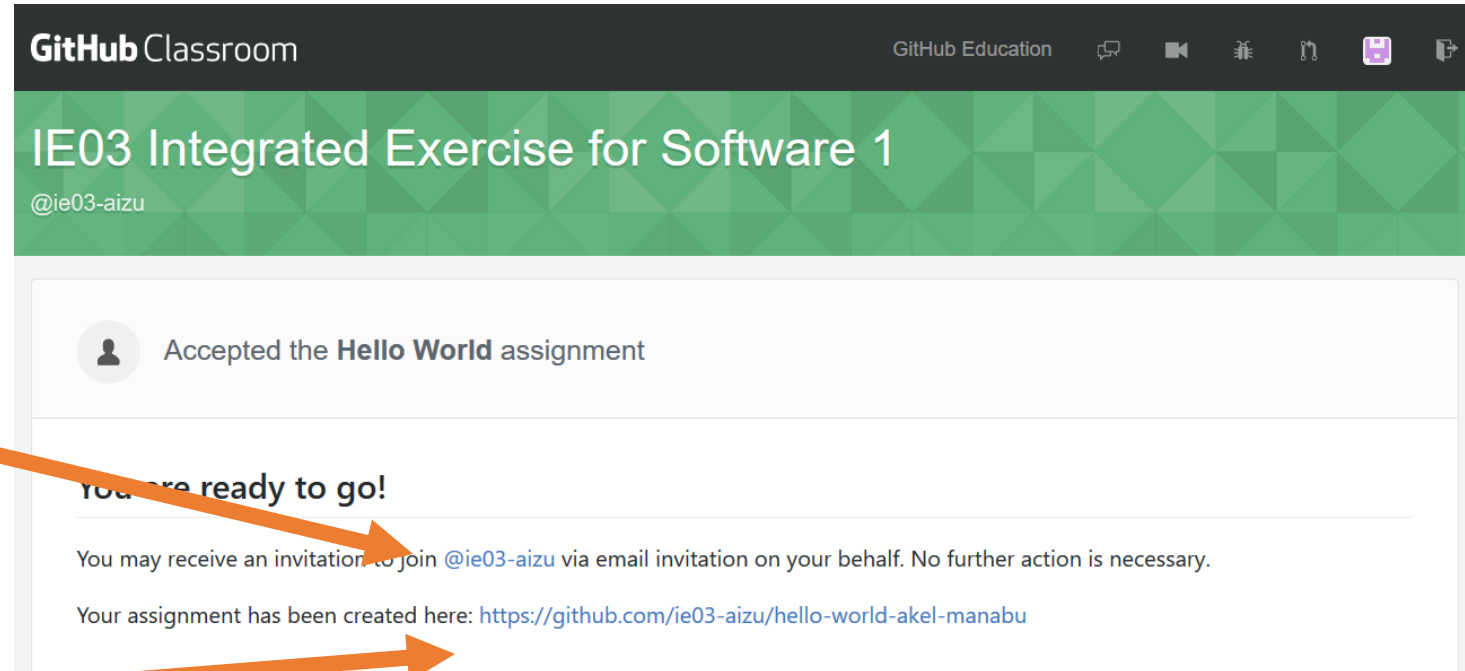 GitHub Classroom
GitHub Education
IE03 Integrated Exercise for Software 1
@ie03-aizu
Accepted the Hello World assignment
You are ready to go!
You may receive an invitation to join @ie03-aizu via email invitation on your behalf. No further action is necessary.
Your assignment has been created here: https://github.com/ie03-aizu/hello-world-akel-manabu